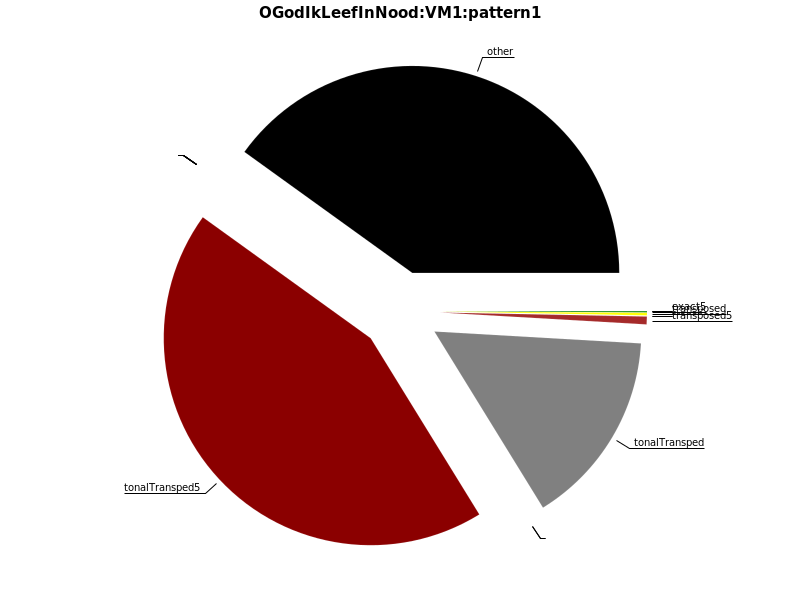 OGodIkLeefInNood:VM1:pattern1
other
exact5
transposed
transposed5
tonalTransped
tonalTransped5